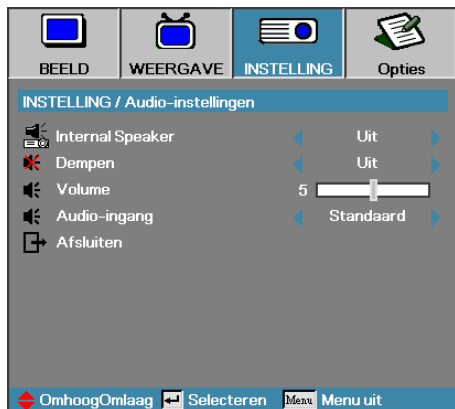 BEELD WEERGAVE INSTELLING Opties
INSTELLING / Audio-instellingen
Internal Speaker Uit
Dempen Uit
Volume 5
Audio-ingang Standaard
Afsluiten
OmhoogOmlaag Selecteren Menu Menu uit